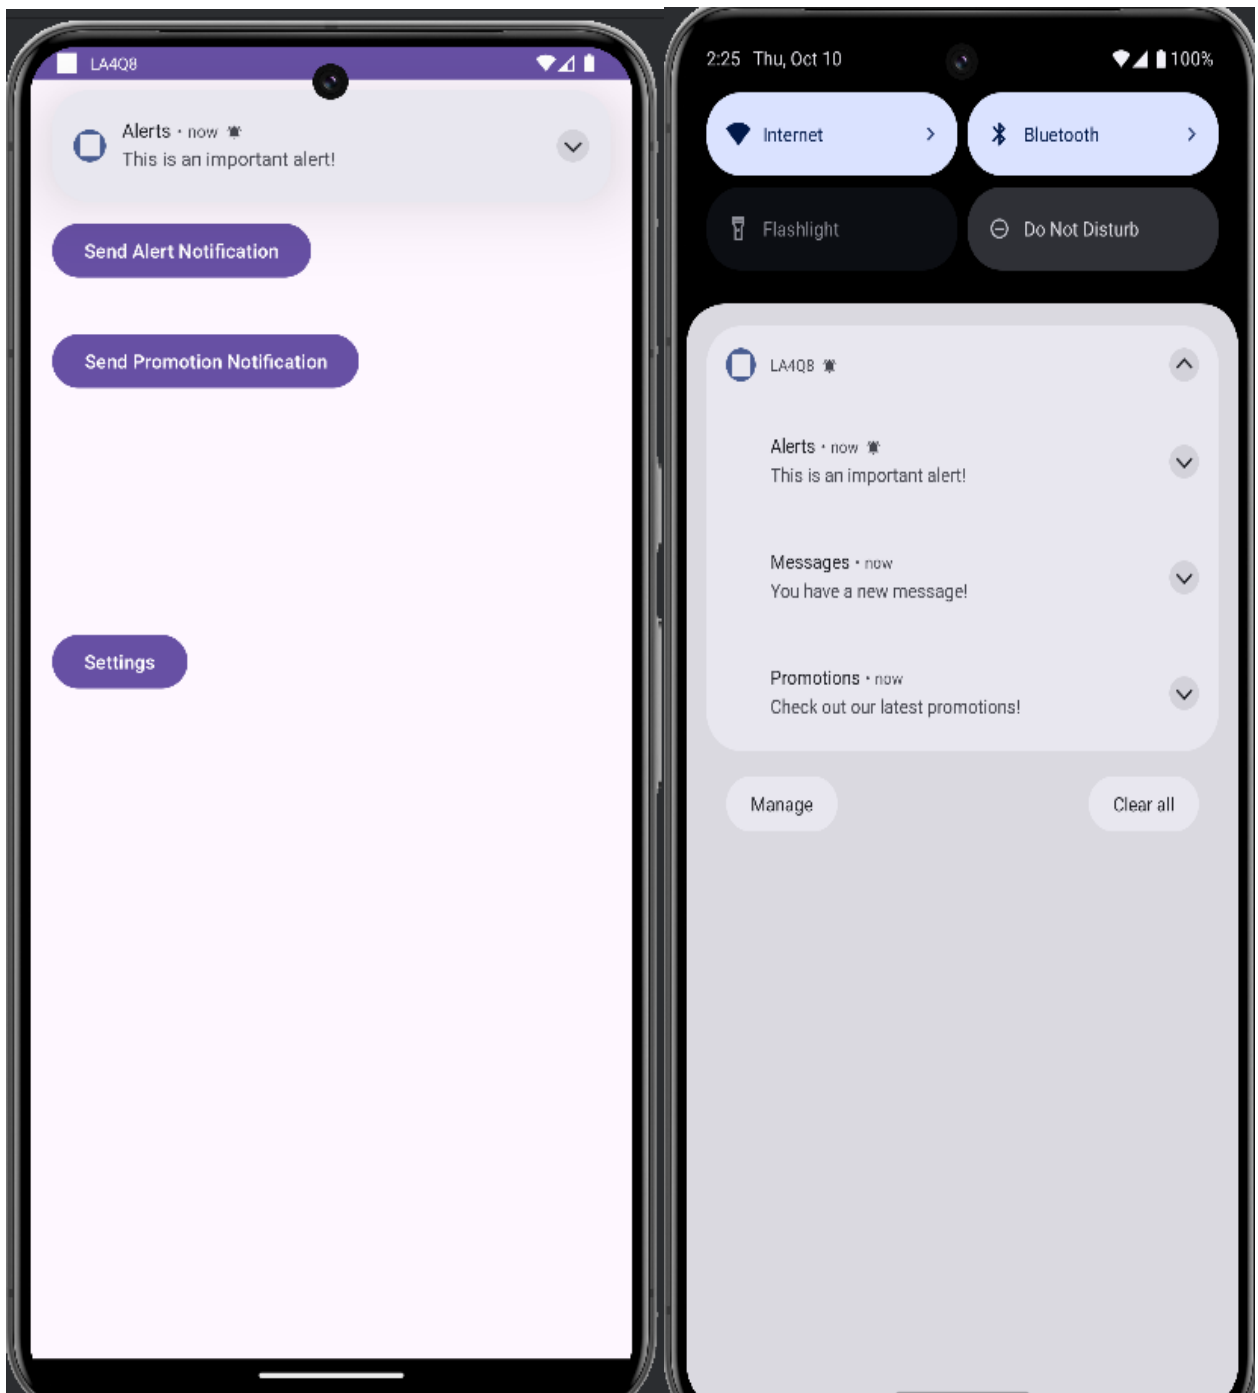 LA4Q8
Alerts • now
This is an important alert!
Send Alert Notification
Send Promotion Notification
Settings
2:25 Thu, Oct 10 100%
Internet Bluetooth
Flashlight Do Not Disturb
LA4Q8
Alerts • now
This is an important alert!
Messages • now
You have a new message!
Promotions • now
Check out our latest promotions!
Manage Clear all